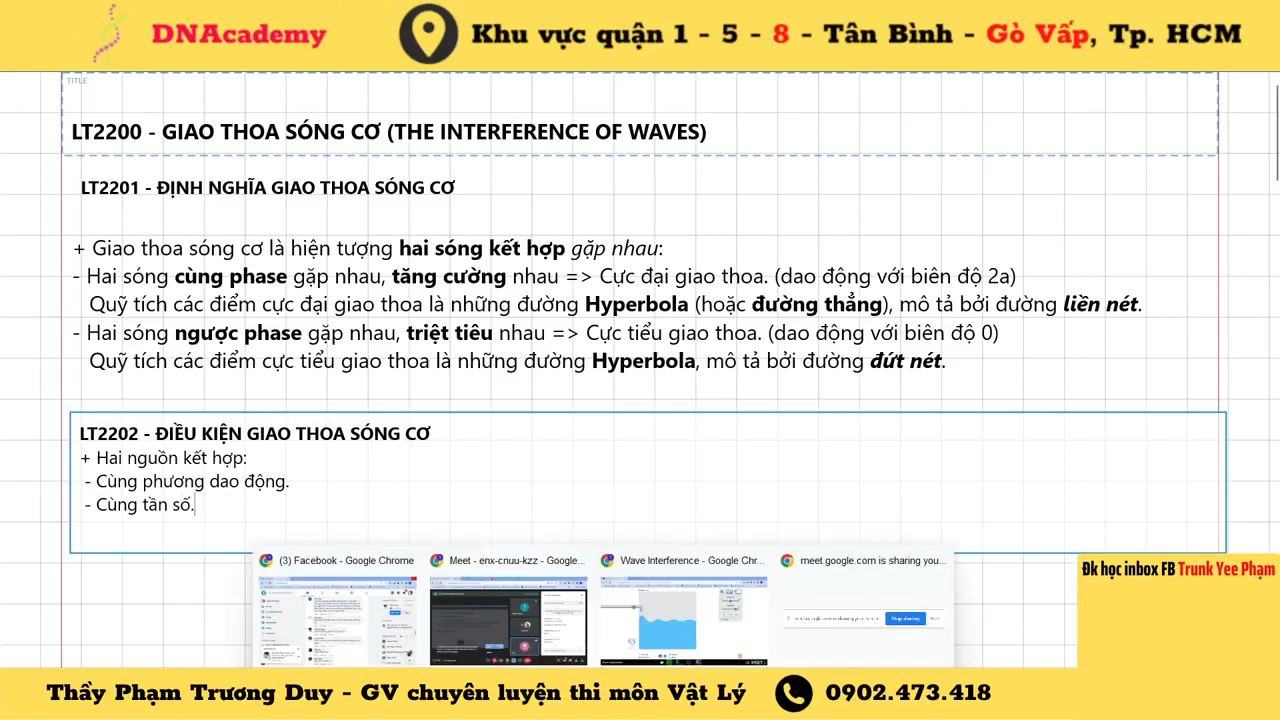 DNAcademy
Khu vực quận 1 - 5 - 8 - Tân Bình - Gò Vấp, Tp. HCM
TITLE
LT2200 - GIAO THOA SÓNG CƠ (THE INTERFERENCE OF WAVES)
LT2201 - ĐỊNH NGHĨA GIAO THOA SÓNG CƠ
+ Giao thoa sóng cơ là hiện tượng hai sóng kết hợp gặp nhau:
- Hai sóng cùng phase gặp nhau, tăng cường nhau => Cực đại giao thoa. (dao động với biên độ 2a)
Quỹ tích các điểm cực đại giao thoa là những đường Hyperbola (hoặc đường thẳng), mô tả bởi đường liền nét.
- Hai sóng ngược phase gặp nhau, triệt tiêu nhau => Cực tiểu giao thoa. (dao động với biên độ 0)
Quỹ tích các điểm cực tiểu giao thoa là những đường Hyperbola, mô tả bởi đường đứt nét.
LT2202 - ĐIỀU KIỆN GIAO THOA SÓNG CƠ
+ Hai nguồn kết hợp:
- Cùng phương dao động.
- Cùng tần số.
(3) Facebook - Google Chrome
Meet - enx-cnuu-kzz - Google...
Wave Interference - Google Chr...
meet.google.com is sharing you...
Stop sharing
Đk học inbox FB Trunk Yee Phạm
Thầy Phạm Trương Duy - GV chuyên luyện thi môn Vật Lý
0902.473.418